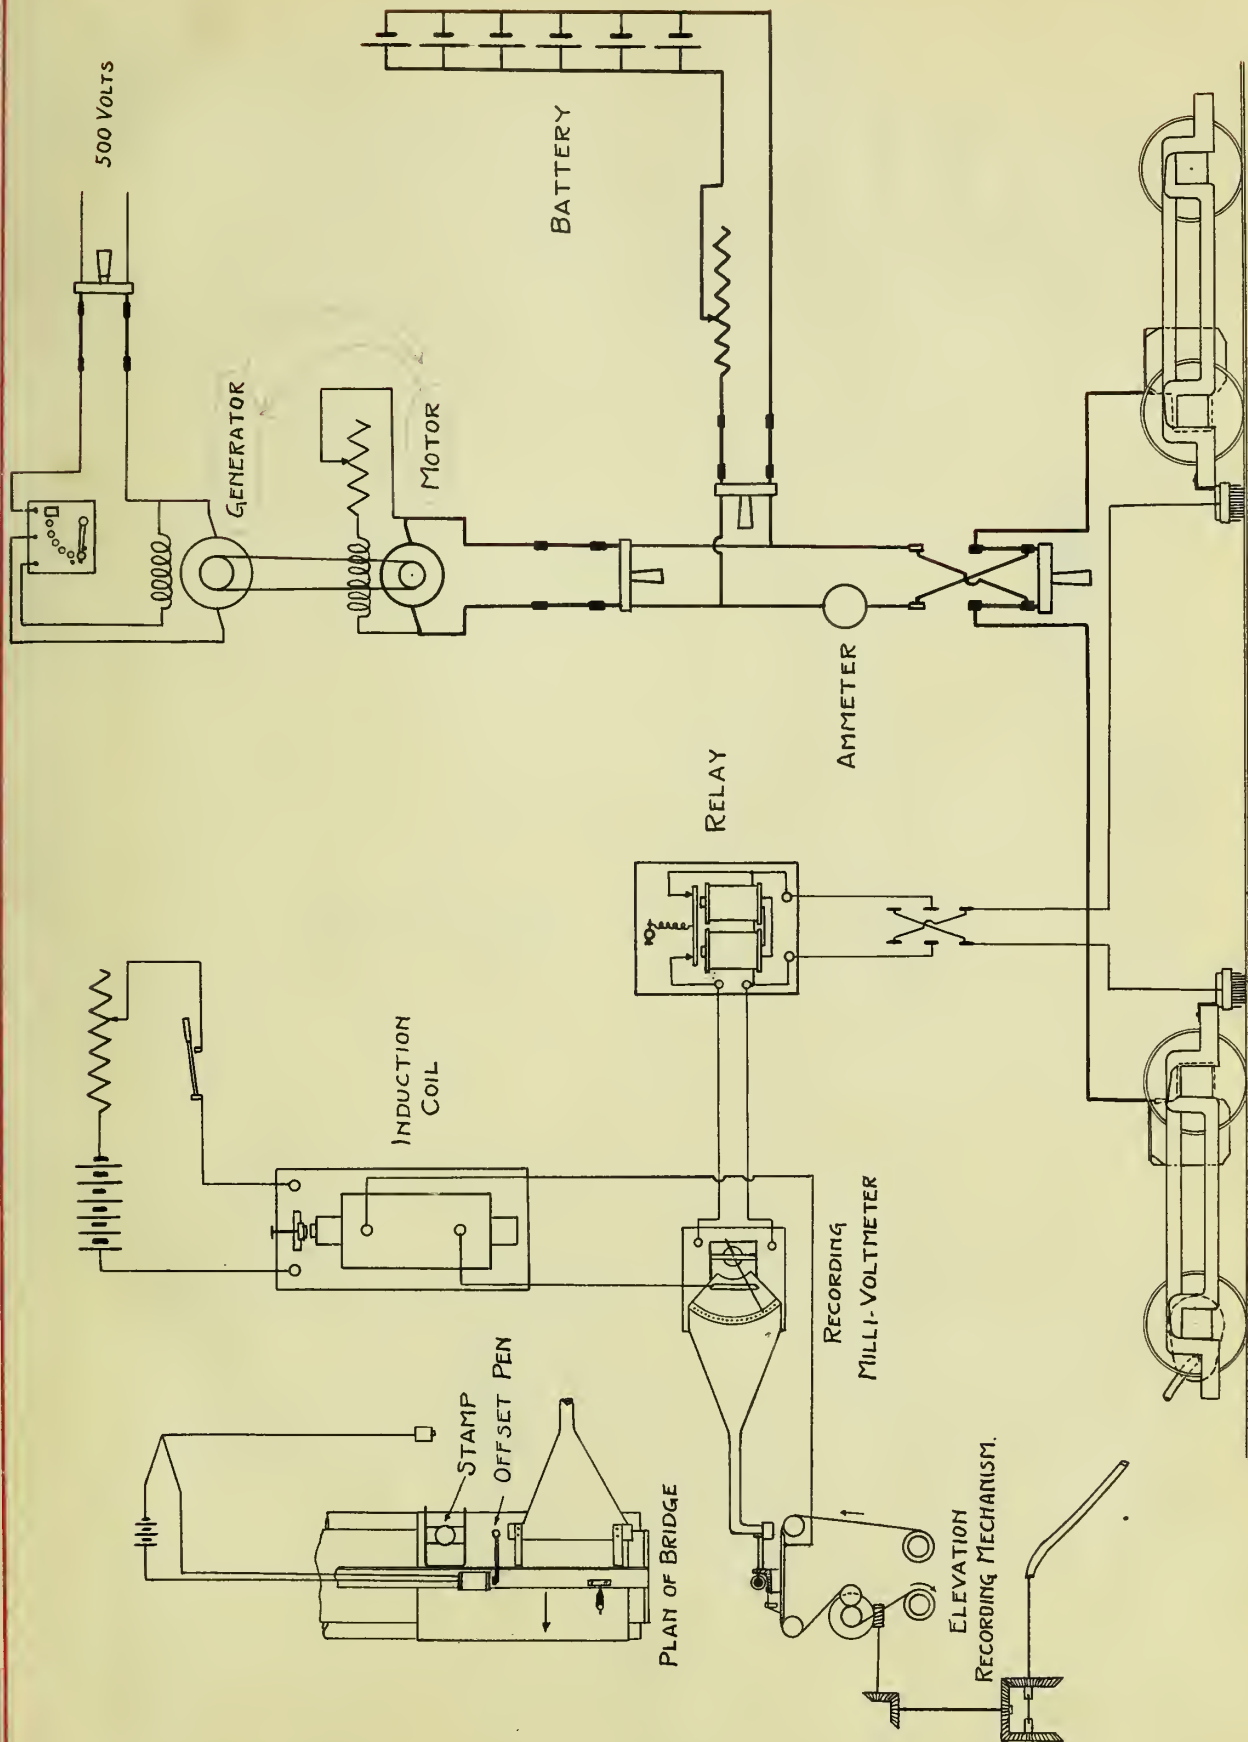 500 VOLTS
GENERATOR
MOTOR
BATTERY
AMMETER
RELAY
INDUCTION
COIL
RECORDING
MILLI-VOLTMETER
STAMP
OFFSET PEN
PLAN OF BRIDGE
ELEVATION
RECORDING MECHANISM.